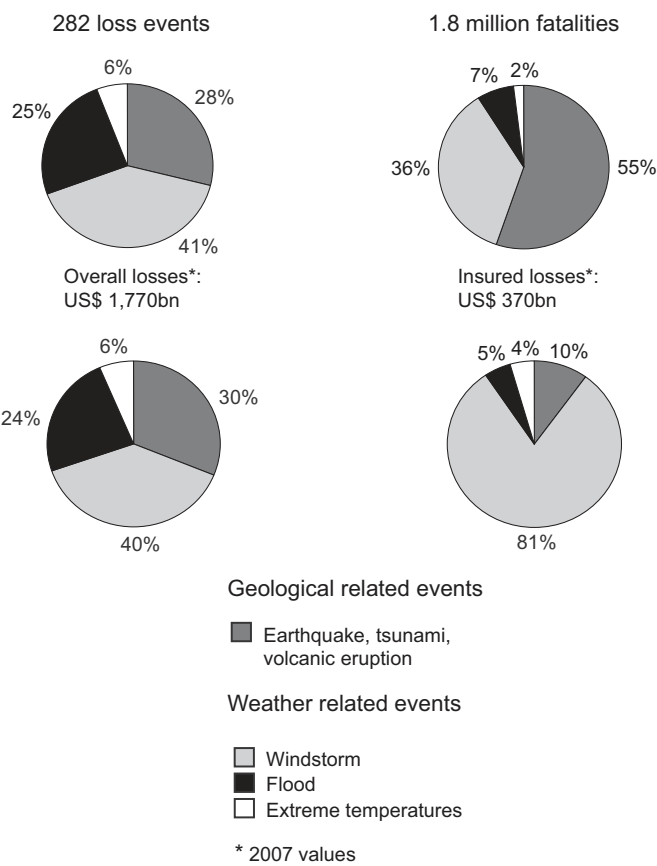 282 loss events
6%
28%
25%
41%
1.8 million fatalities
7% 2%
36%
55%
Overall losses*:
US$ 1,770bn
6%
30%
24%
40%
Insured losses*:
US$ 370bn
5% 4% 10%
81%
Geological related events
Earthquake, tsunami,
volcanic eruption
Weather related events
Windstorm
Flood
Extreme temperatures
* 2007 values